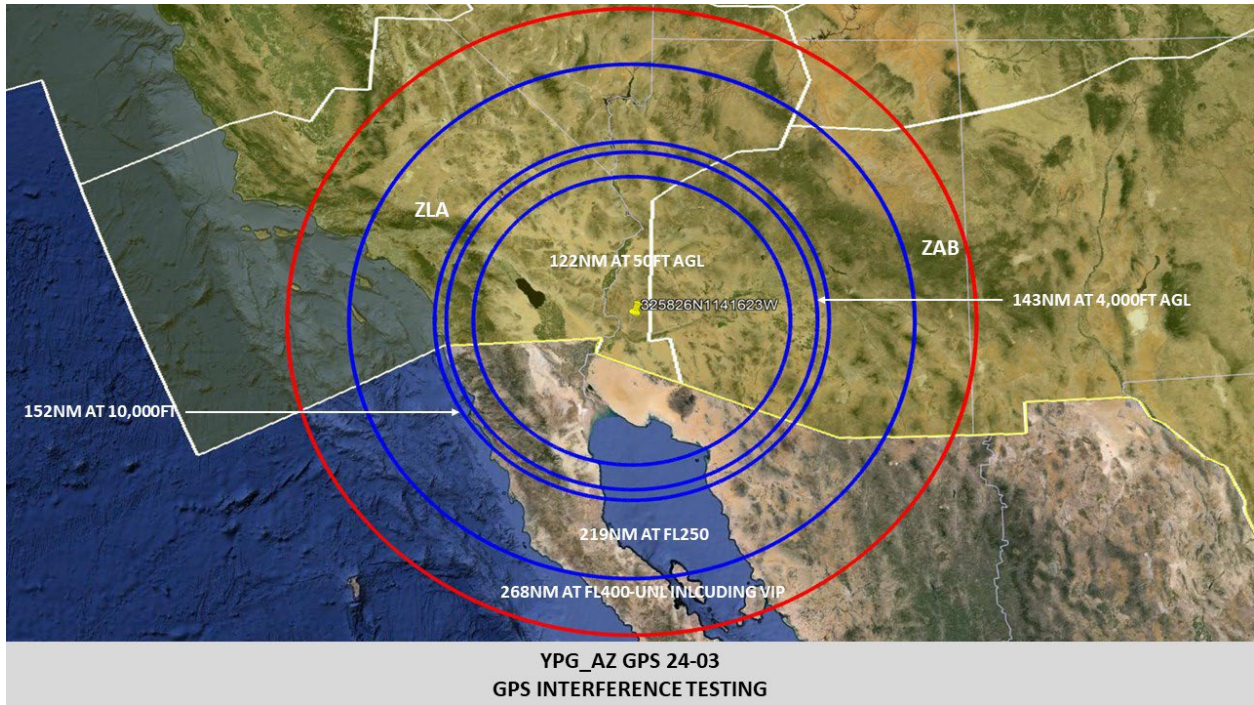 ZLA
ZAB
122NM AT 50FT AGL
325826N1141623W
143NM AT 4,000FT AGL
152NM AT 10,000FT
219NM AT FL250
268NM AT FL400-UNL INLCUDING VIP
YPG_AZ GPS 24-03
GPS INTERFERENCE TESTING